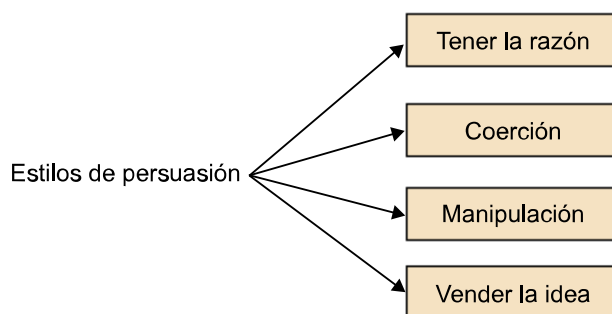 Tener la razón
Coerción
Estilos de persuasión
Manipulación
Vender la idea